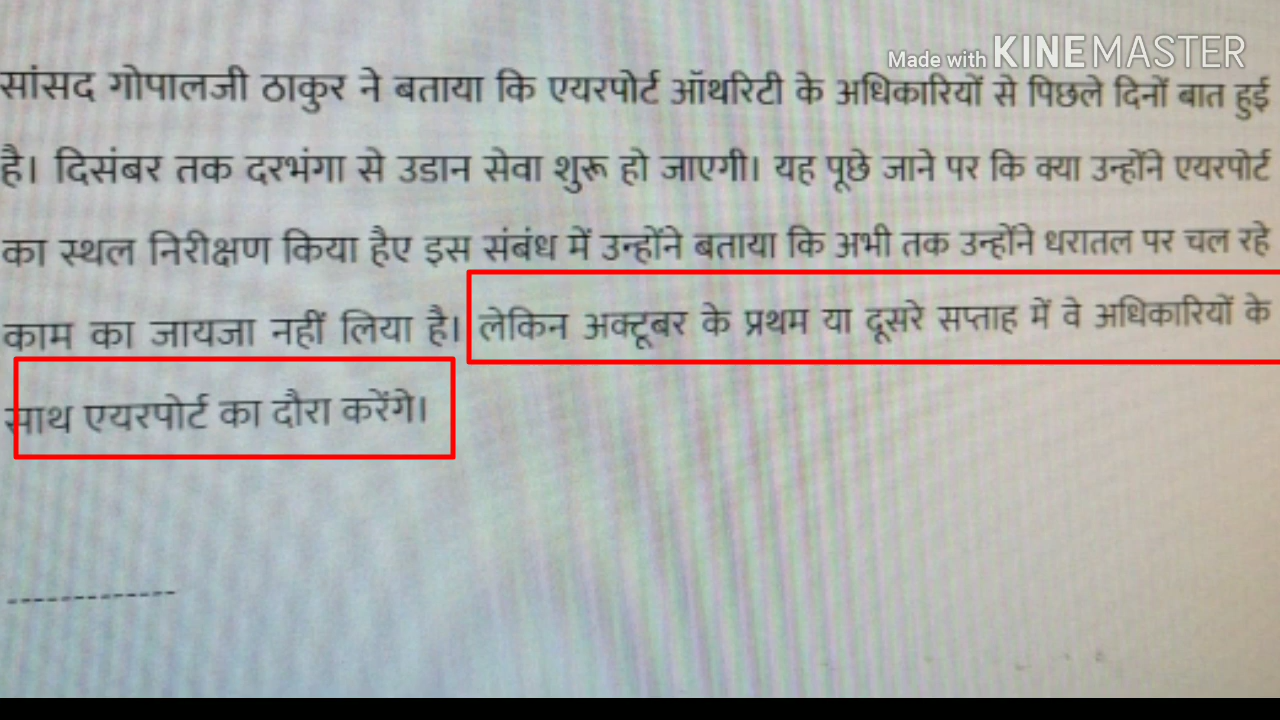 Made with KINEMASTER
सांसद गोपालजी ठाकुर ने बताया कि एयरपोर्ट ऑथरिटी के अधिकारियों से पिछले दिनों बात हुई
है। दिसंबर तक दरभंगा से उडान सेवा शुरू हो जाएगी। यह पूछे जाने पर कि क्या उन्होंने एयरपोर्ट
का स्थल निरीक्षण किया हैए इस संबंध में उन्होंने बताया कि अभी तक उन्होंने धरातल पर चल रहे
काम का जायजा नहीं लिया है। लेकिन अक्टूबर के प्रथम या दूसरे सप्ताह में वे अधिकारियों के
साथ एयरपोर्ट का दौरा करेंगे।
-------------